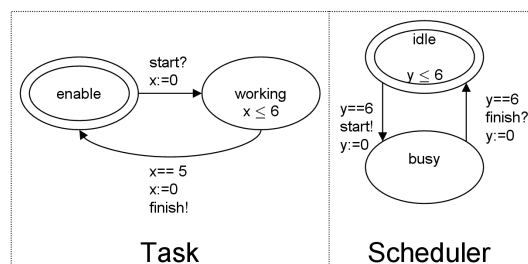 start?
x:=0
enable
working
x ≤ 6
x== 5
x:=0
finish!
Task
idle
y ≤ 6
y==6
start!
y:=0
y==6
finish?
y:=0
busy
Scheduler